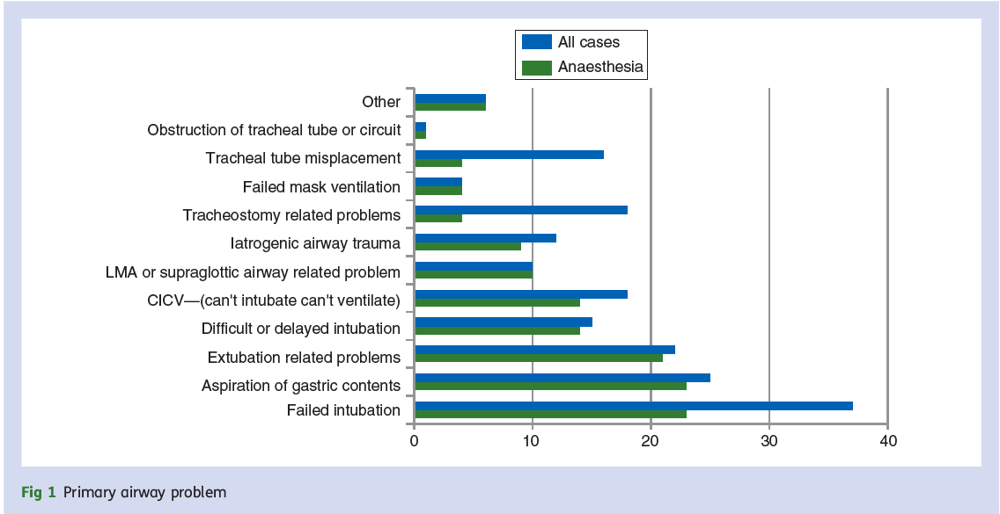 All cases
Anaesthesia
Other
Obstruction of tracheal tube or circuit
Tracheal tube misplacement
Failed mask ventilation
Tracheostomy related problems
Iatrogenic airway trauma
LMA or supraglottic airway related problem
CICV—(can't intubate can't ventilate)
Difficult or delayed intubation
Extubation related problems
Aspiration of gastric contents
Failed intubation
0 10 20 30 40
Fig 1 Primary airway problem